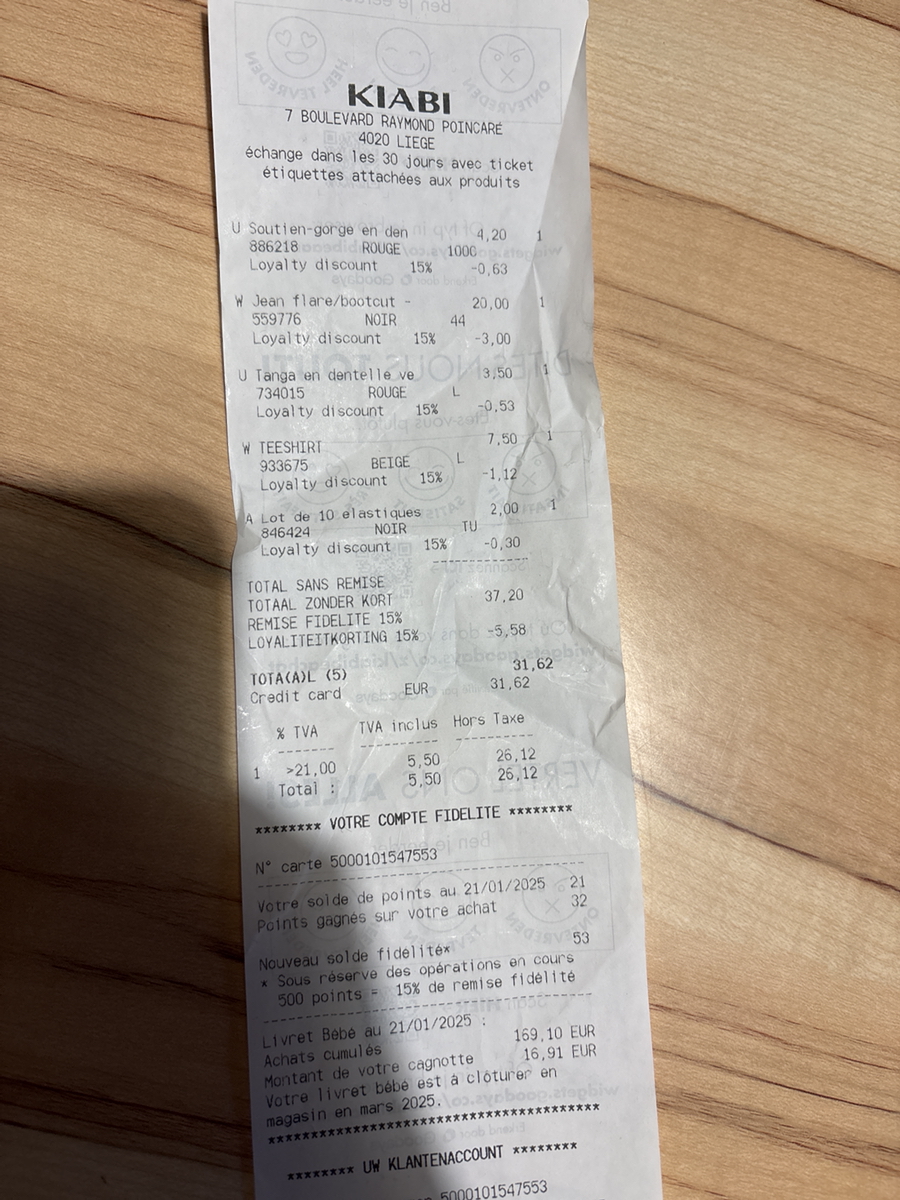 KIABI
7 BOULEVARD RAYMOND POINCARÉ
4020 LIEGE
échange dans les 30 jours avec ticket
étiquettes attachées aux produits
U Soutien-gorge en den 4,20 1
886218 ROUGE 100C
Loyalty discount 15% -0,63
W Jean flare/bootcut - 20,00 1
559776 NOIR 44
Loyalty discount 15% -3,00
U Tanga en dentelle ve 3,50 1
734015 ROUGE L
Loyalty discount 15% -0,53
W TEESHIRT 7,50 1
933675 BEIGE L
Loyalty discount 15% -1,12
A Lot de 10 elastiques 2,00 1
846424 NOIR TU
Loyalty discount 15% -0,30
TOTAL SANS REMISE
TOTAAL ZONDER KORT 37,20
REMISE FIDELITE 15%
LOYALITEITKORTING 15% -5,58
TOTA(A)L (5) 31,62
Credit card EUR 31,62
% TVA TVA inclus Hors Taxe
1 >21,00 5,50 26,12
Total : 5,50 26,12
******** VOTRE COMPTE FIDELITE ********
N° carte 5000101547553
Votre solde de points au 21/01/2025 21
Points gagnés sur votre achat 32
53
Nouveau solde fidélité*
* Sous réserve des opérations en cours
500 points = 15% de remise fidélité
Livret Bébé au 21/01/2025 :
Achats cumulés 169,10 EUR
Montant de votre cagnotte 16,91 EUR
Votre livret bébé est à clôturer en
magasin en mars 2025.
****************************************
******** UW KLANTENACCOUNT ********
5000101547553